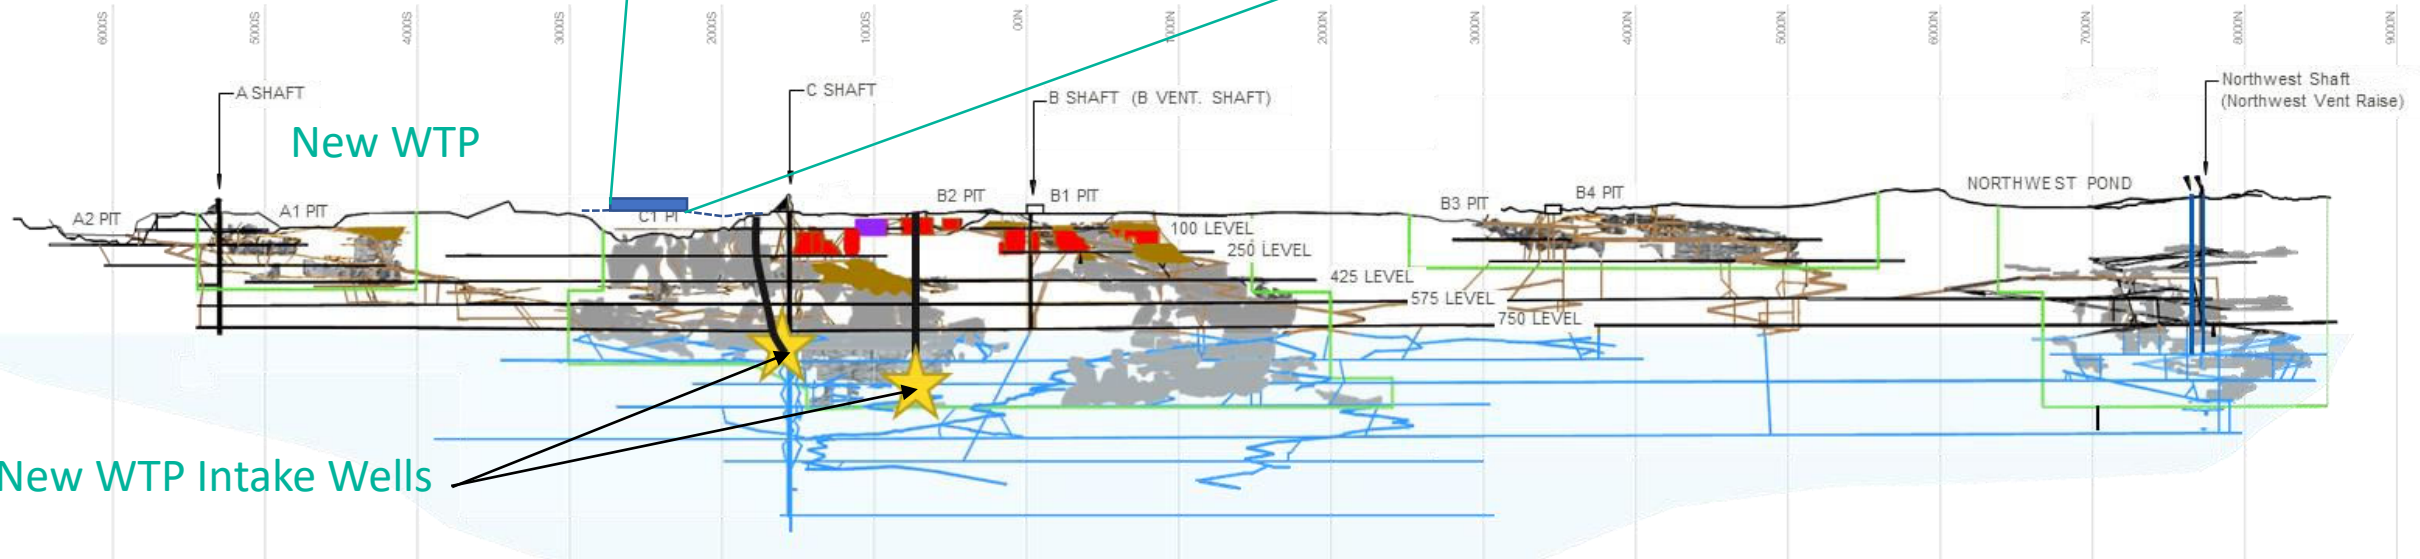 6000S
5000S
4000S
3000S
2000S
1000S
00N
1000N
2000N
3000N
4000N
5000N
6000N
7000N
8000N
9000N
A SHAFT
C SHAFT
B SHAFT (B VENT. SHAFT)
Northwest Shaft
(Northwest Vent Raise)
New WTP
A2 PIT
A1 PIT
C1 PI
B2 PIT
B1 PIT
B3 PIT
B4 PIT
NORTHWEST POND
100 LEVEL
250 LEVEL
425 LEVEL
575 LEVEL
750 LEVEL
New WTP Intake Wells